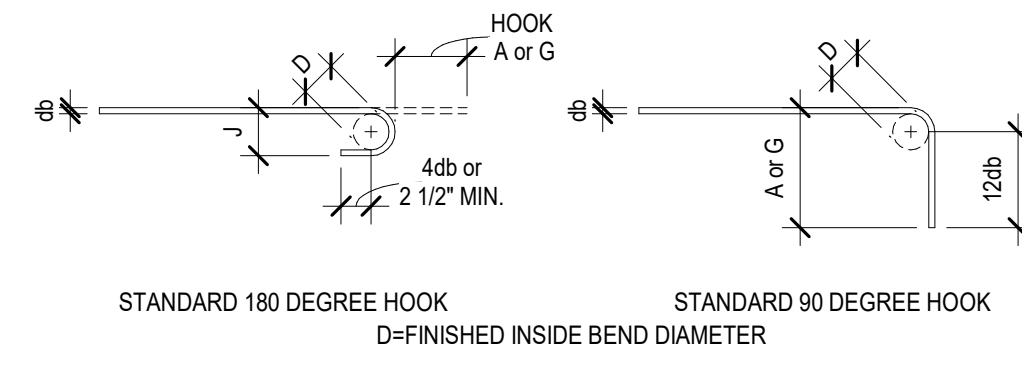 HOOK
A or G
D
db
J
4db or
2 1/2" MIN.
D
db
A or G
12db
STANDARD 180 DEGREE HOOK
STANDARD 90 DEGREE HOOK
D=FINISHED INSIDE BEND DIAMETER